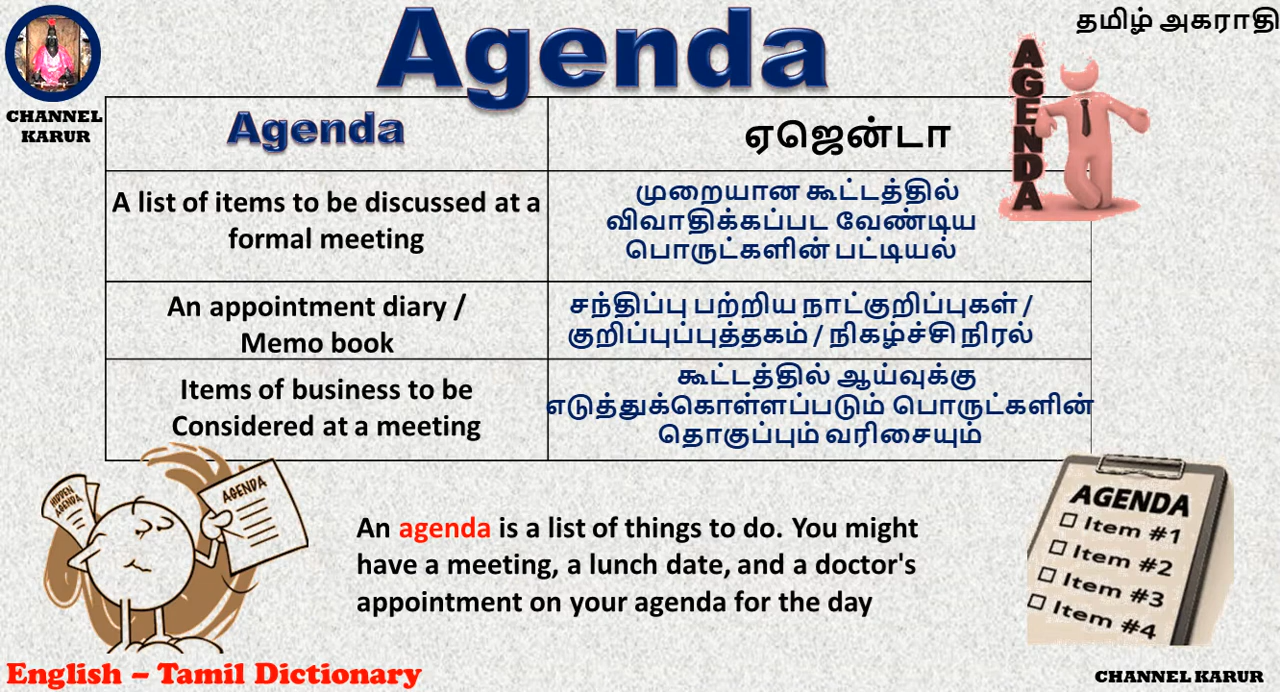 Agenda
தமிழ் அகராதி
CHANNEL
KARUR
AGENDA
Agenda
ஏஜென்டா
A list of items to be discussed at a
formal meeting
முறையான கூட்டத்தில்
விவாதிக்கப்பட வேண்டிய
பொருட்களின் பட்டியல்
An appointment diary /
Memo book
சந்திப்பு பற்றிய நாட்குறிப்புகள் /
குறிப்புப்புத்தகம் / நிகழ்ச்சி நிரல்
Items of business to be
Considered at a meeting
கூட்டத்தில் ஆய்வுக்கு
எடுத்துக்கொள்ளப்படும் பொருட்களின்
தொகுப்பும் வரிசையும்
HIDDEN
AGENDA
AGENDA
An agenda is a list of things to do. You might
have a meeting, a lunch date, and a doctor's
appointment on your agenda for the day
AGENDA
Item #1
Item #2
Item #3
Item #4
English – Tamil Dictionary
CHANNEL KARUR